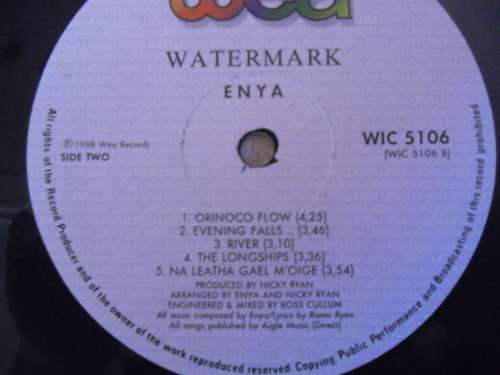 wea
WATERMARK
ENYA
℗ 1988 Wea Records
SIDE TWO
WIC 5106
(WIC 5106 B)
1. ORINOCO FLOW (4,25)
2. EVENING FALLS .. (3,46)
3. RIVER (3,10)
4. THE LONGSHIPS (3,36)
5. NA LEATHA GAEL M'OIGE (3,54)
PRODUCED BY NICKY RYAN
ARRANGED BY ENYA AND NICKY RYAN
ENGINEERED & MIXED BY ROSS CULLUM
All music composed by Enya/Lyrics by Roma Ryan
All songs published by Aigle Music (Direct)
All rights of the Record Producer and of the owner of the work reproduced reserved. Copying Public Performance and Broadcasting of this record prohibited.